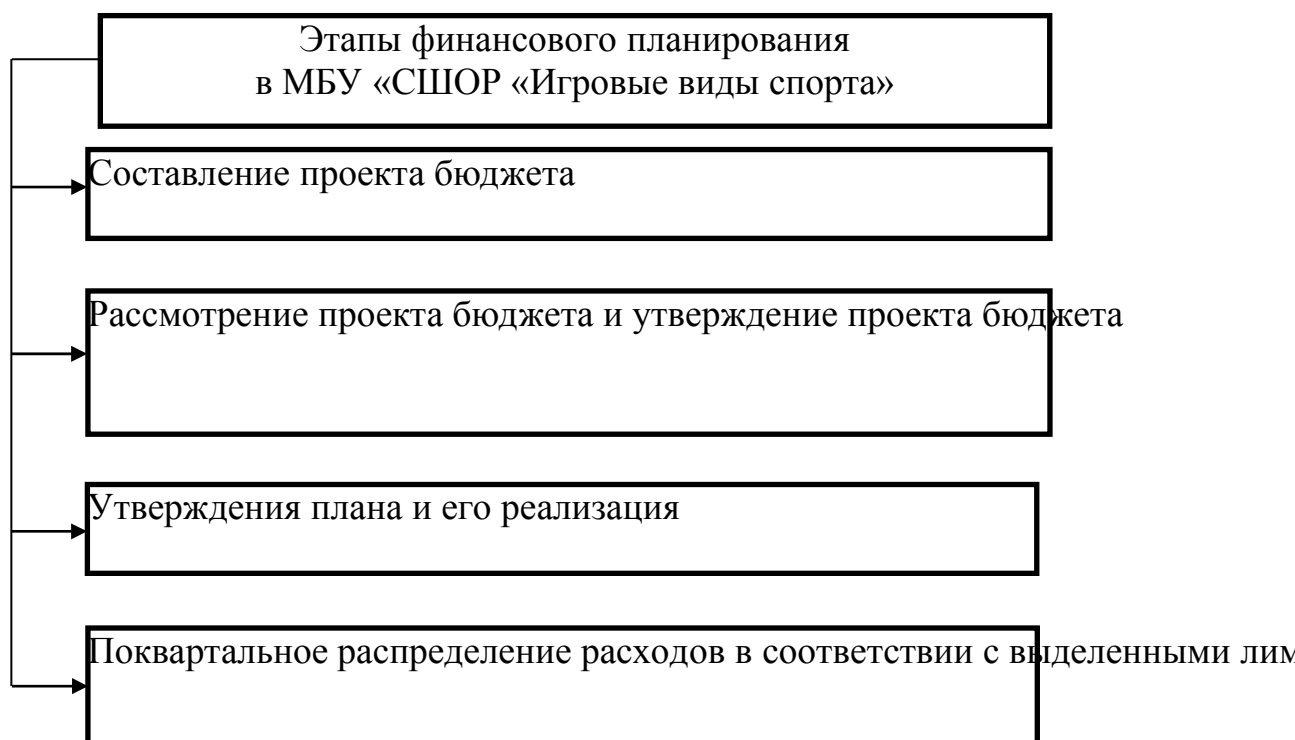 Этапы финансового планирования
в МБУ «СШОР «Игровые виды спорта»
Составление проекта бюджета
Рассмотрение проекта бюджета и утверждение проекта бюджета
Утверждения плана и его реализация
Поквартальное распределение расходов в соответствии с выделенными